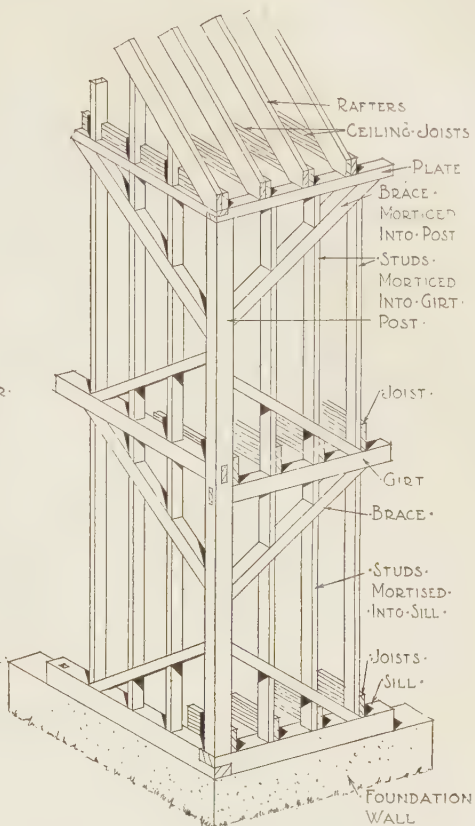 RAFTERS
CEILING·JOISTS
PLATE
BRACE·
MORTICED
INTO·POST
·STUDS·
MORTICED
INTO·GIRT·
POST·
JOIST·
GIRT
BRACE·
·STUDS·
MORTISED·
·INTO·SILL·
JOISTS·
SILL·
FOUNDATION
WALL